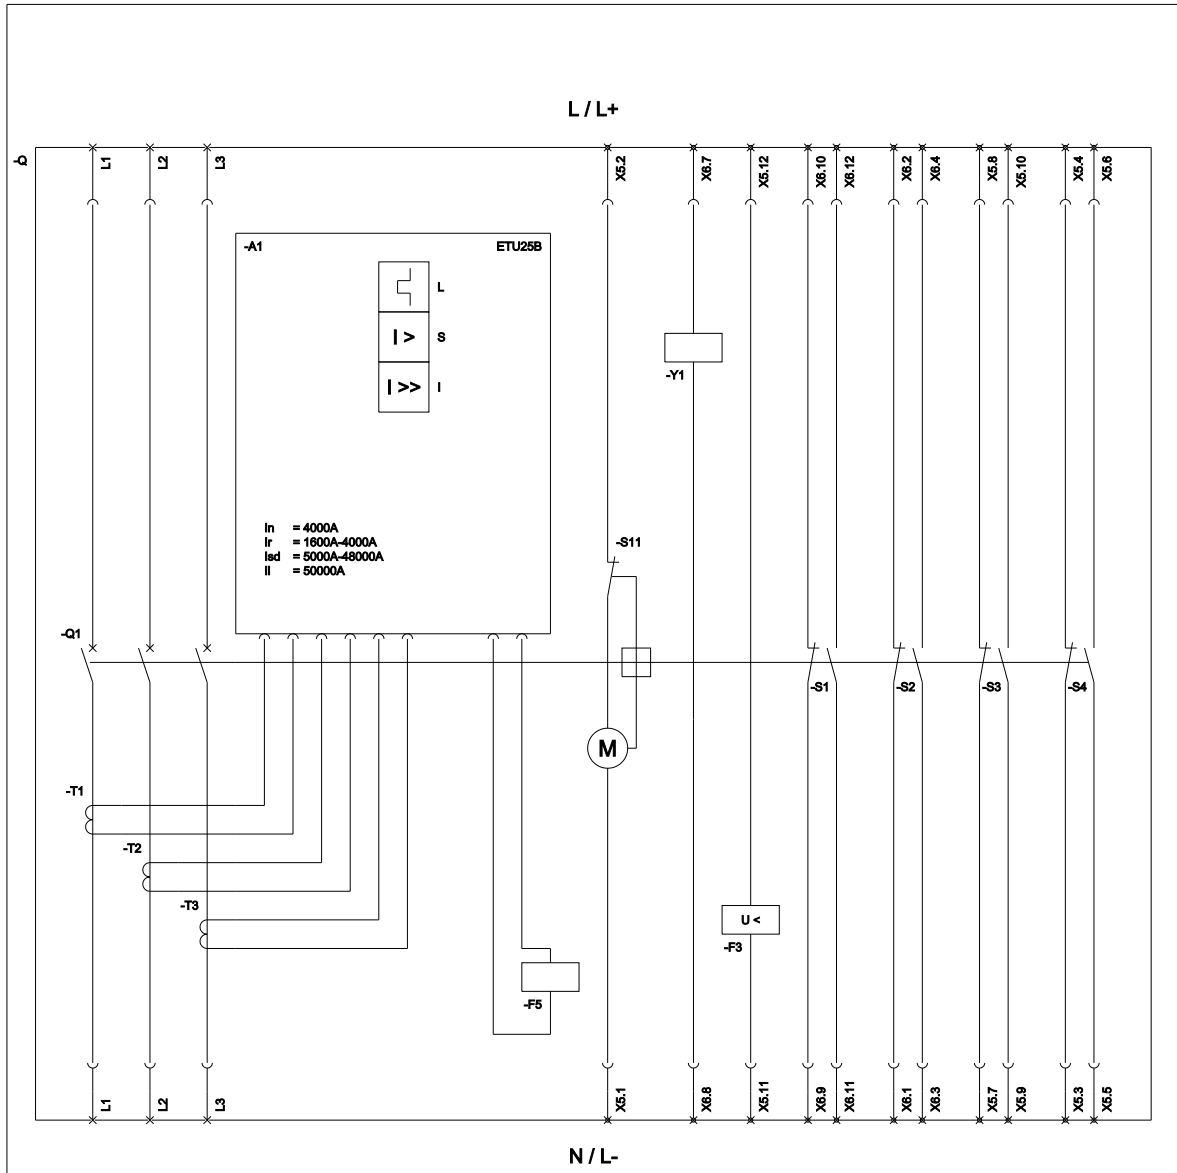 L / L+
-Q
L1
L2
L3
X5.2
X6.7
X5.12
X6.10
X6.12
X6.2
X6.4
X5.8
X5.10
X5.4
X5.6
-A1
ETU25B
L
I >
S
I >>
I
-Y1
In = 4000A
Ir = 1600A-4000A
Isd = 5000A-48000A
Ii = 50000A
-S11
-Q1
-S1
-S2
-S3
-S4
M
-T1
-T2
-T3
U <
-F3
-F5
L1
L2
L3
X5.1
X6.8
X5.11
X6.9
X6.11
X6.1
X6.3
X5.7
X5.9
X5.3
X5.5
N / L-